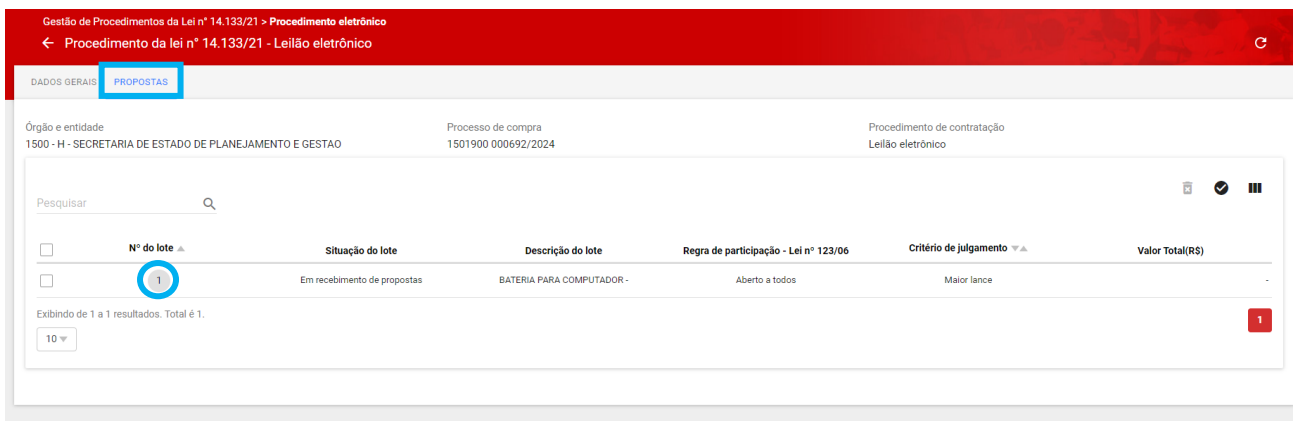 Gestão de Procedimentos da Lei n° 14.133/21 > Procedimento eletrônico
Procedimento da lei n° 14.133/21 - Leilão eletrônico
DADOS GERAIS PROPOSTAS
Órgão e entidade Processo de compra Procedimento de contratação
1500 - H - SECRETARIA DE ESTADO DE PLANEJAMENTO E GESTAO 1501900 000692/2024 Leilão eletrônico
Pesquisar
N° do lote Situação do lote Descrição do lote Regra de participação - Lei n° 123/06 Critério de julgamento Valor Total(R$)
1 Em recebimento de propostas BATERIA PARA COMPUTADOR - Aberto a todos Maior lance -
Exibindo de 1 a 1 resultados. Total é 1.
1
10